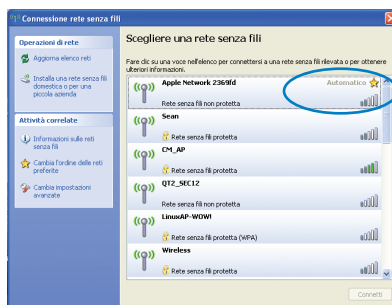 Connessione rete senza fili
Operazioni di rete
Aggiorna elenco reti
Installa una rete senza fili
domestica o per una
piccola azienda
Attività correlate
Informazioni sulle reti
senza fili
Cambia l'ordine delle reti
preferite
Cambia impostazioni
avanzate
Scegliere una rete senza fili
Fare clic su una voce nell'elenco per connettersi a una rete senza fili rilevata o per ottenere
ulteriori informazioni.
Apple Network 2369fd
Automatico
Rete senza fili non protetta
Sean
Rete senza fili protetta
CM_AP
Rete senza fili protetta
QT2_SEC12
Rete senza fili non protetta
LinuxAP-WOW!
Rete senza fili protetta (WPA)
Wireless
Rete senza fili protetta
Connetti